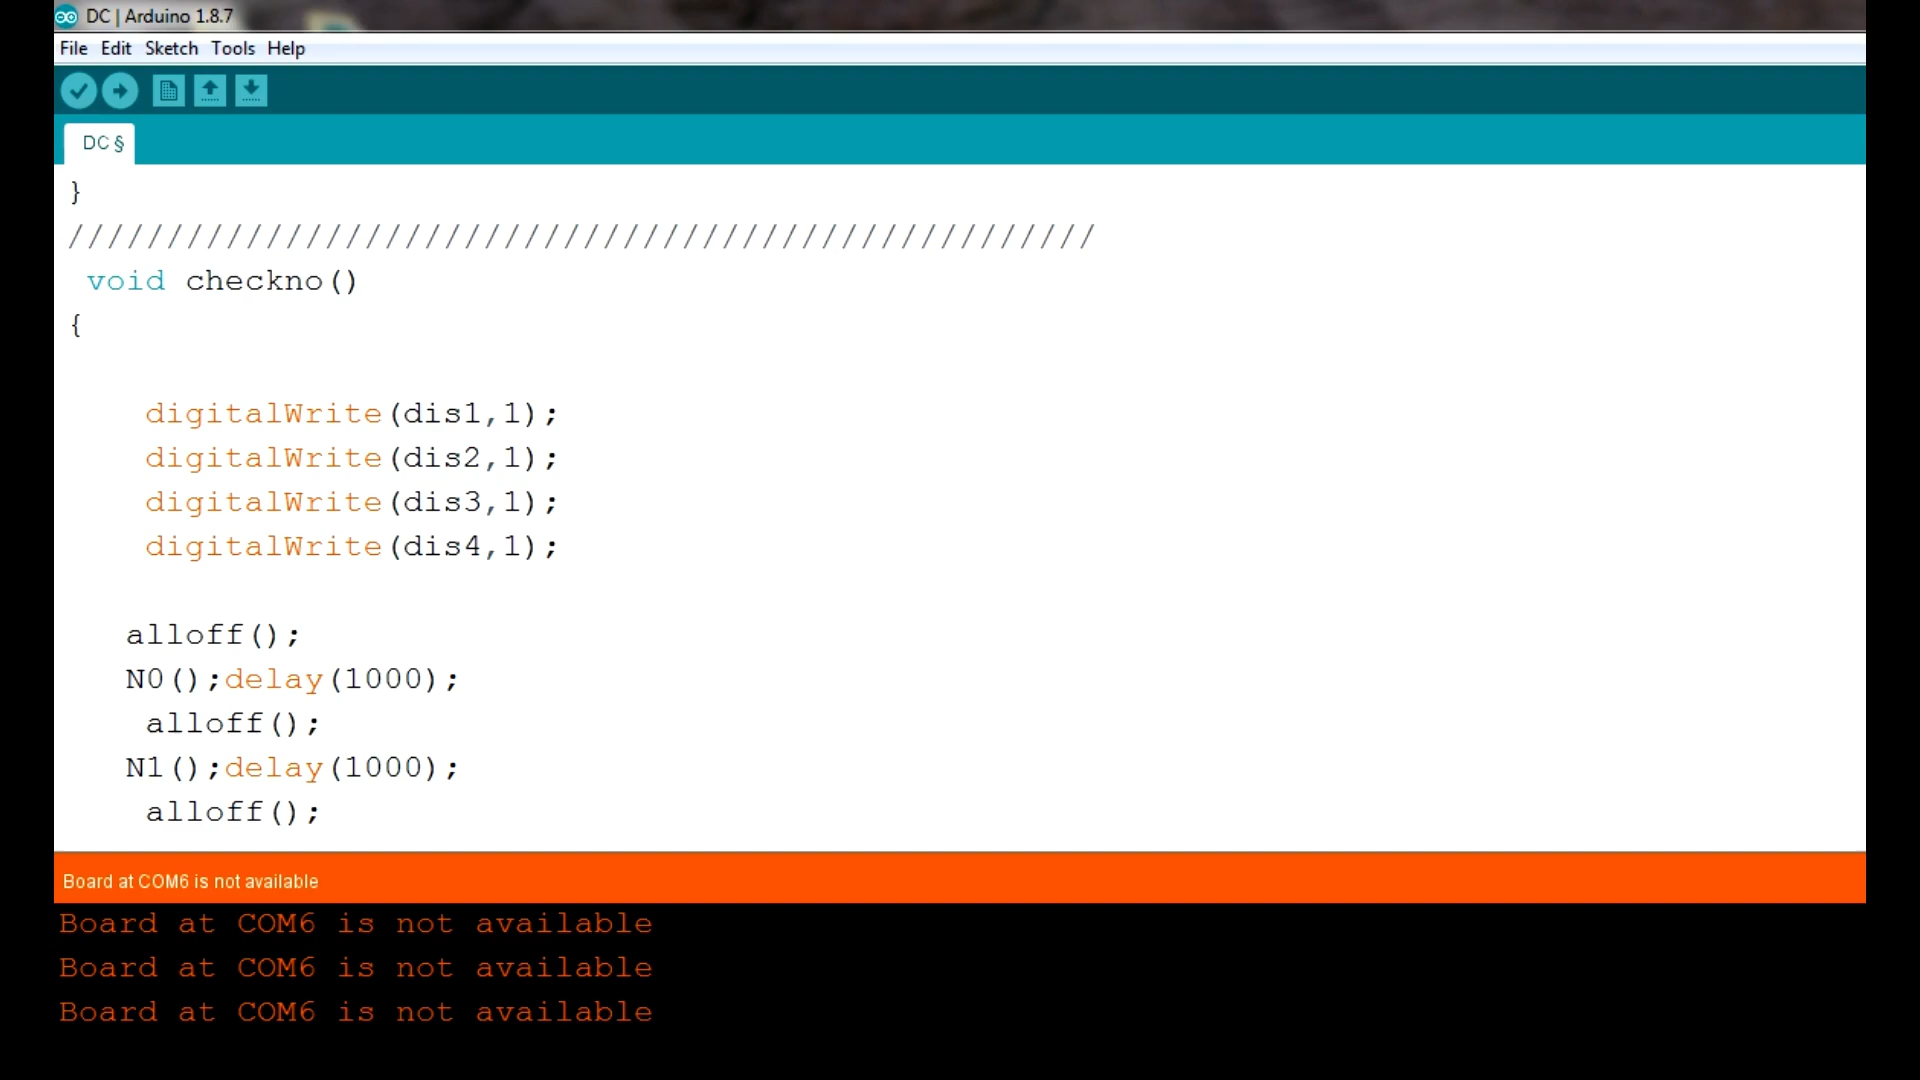 DC | Arduino 1.8.7
File Edit Sketch Tools Help
DC §
}
////////////////////////////////////////////////////
void checkno()
{
digitalWrite(dis1,1);
digitalWrite(dis2,1);
digitalWrite(dis3,1);
digitalWrite(dis4,1);
alloff();
N0();delay(1000);
alloff();
N1();delay(1000);
alloff();
Board at COM6 is not available
Board at COM6 is not available
Board at COM6 is not available
Board at COM6 is not available